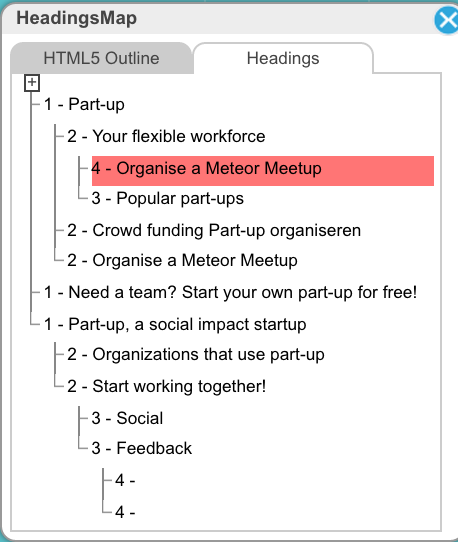 HeadingsMap
HTML5 Outline Headings
1 - Part-up
2 - Your flexible workforce
4 - Organise a Meteor Meetup
3 - Popular part-ups
2 - Crowd funding Part-up organiseren
2 - Organise a Meteor Meetup
1 - Need a team? Start your own part-up for free!
1 - Part-up, a social impact startup
2 - Organizations that use part-up
2 - Start working together!
3 - Social
3 - Feedback
4 -
4 -